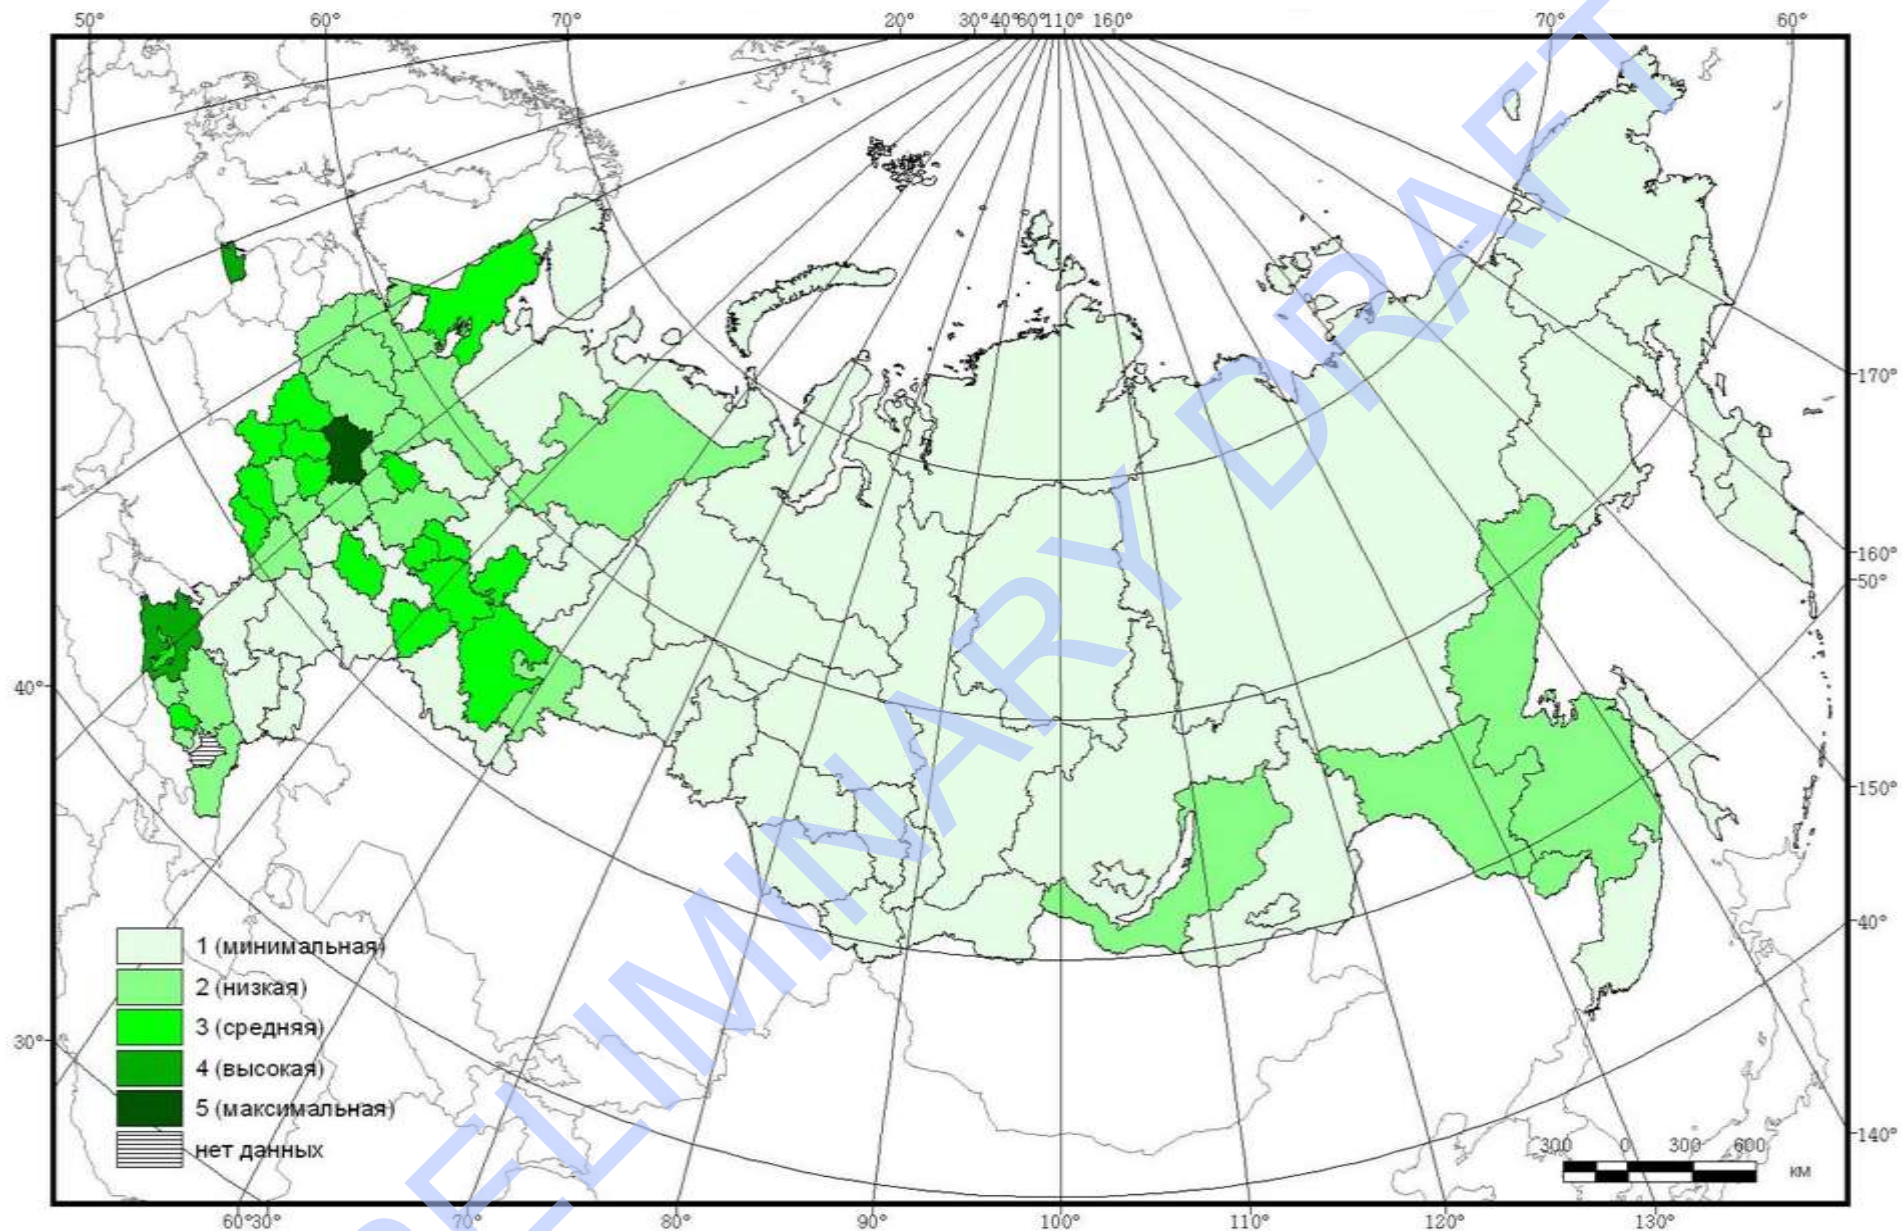 50° 60° 70° 20° 30° 40° 60° 110° 160° 70° 60°
170°
160°
50°
40°
150°
40°
30°
140°
1 (минимальная)
2 (низкая)
3 (средняя)
4 (высокая)
5 (максимальная)
нет данных
300 0 300 600
км
60° 30° 70° 80° 90° 100° 110° 120° 130°
RELIMINARY DRAFT